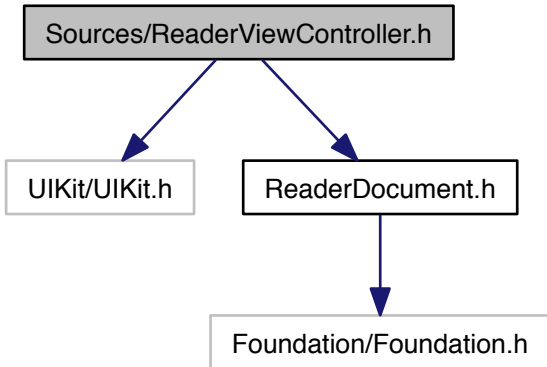 Sources/ReaderViewController.h
UIKit/UIKit.h
ReaderDocument.h
Foundation/Foundation.h